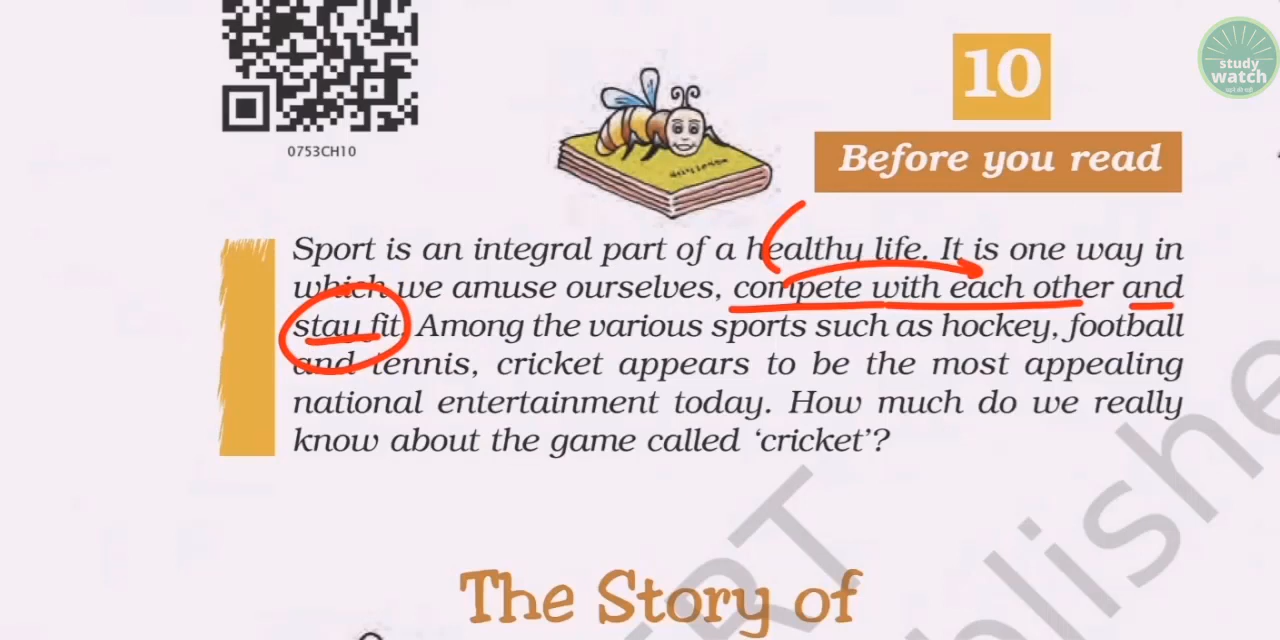 study
watch
10
0753CH10
Before you read
Sport is an integral part of a healthy life. It is one way in
which we amuse ourselves, compete with each other and
stay fit. Among the various sports such as hockey, football
and tennis, cricket appears to be the most appealing
national entertainment today. How much do we really
know about the game called ‘cricket’?
The Story of